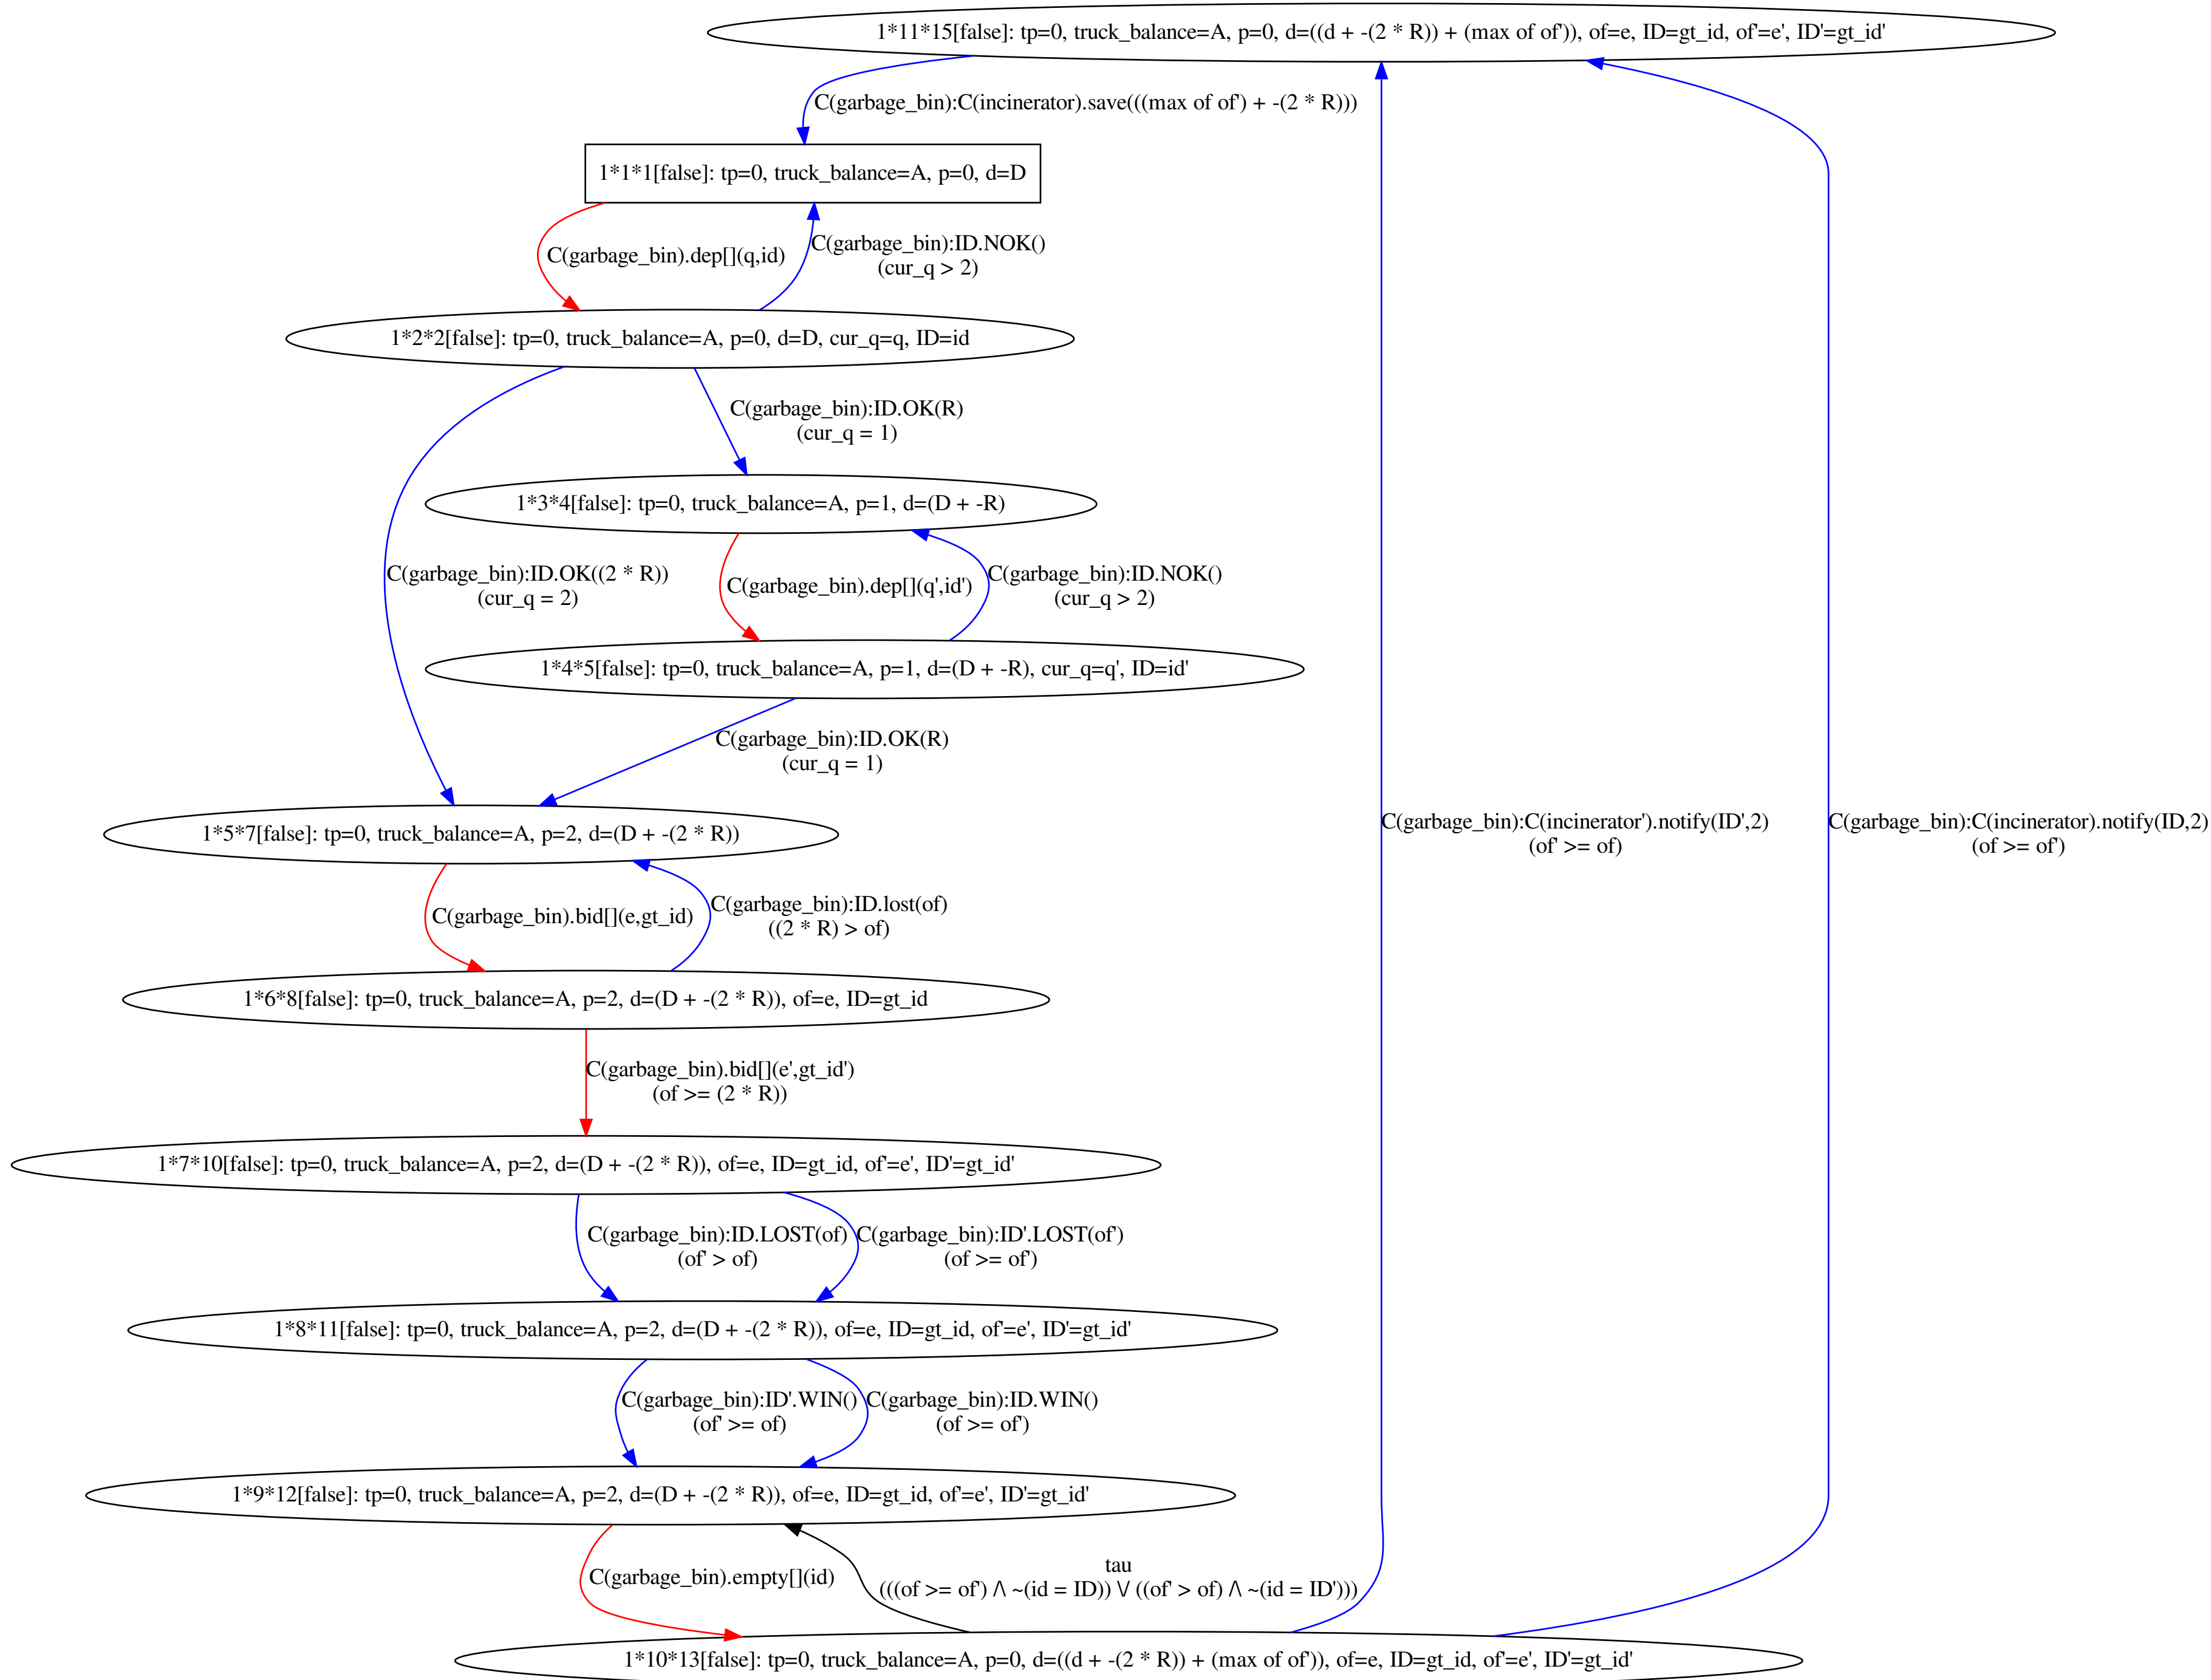 1*11*15[false]: tp=0, truck_balance=A, p=0, d=((d + -(2 * R)) + (max of of')), of=e, ID=gt_id, of'=e', ID'=gt_id'
C(garbage_bin):C(incinerator).save(((max of of') + -(2 * R)))
1*1*1[false]: tp=0, truck_balance=A, p=0, d=D
C(garbage_bin).dep[](q,id)
C(garbage_bin):ID.NOK()
(cur_q > 2)
1*2*2[false]: tp=0, truck_balance=A, p=0, d=D, cur_q=q, ID=id
C(garbage_bin):ID.OK(R)
(cur_q = 1)
1*3*4[false]: tp=0, truck_balance=A, p=1, d=(D + -R)
C(garbage_bin):ID.OK((2 * R))
(cur_q = 2)
C(garbage_bin).dep[](q',id')
C(garbage_bin):ID.NOK()
(cur_q > 2)
1*4*5[false]: tp=0, truck_balance=A, p=1, d=(D + -R), cur_q=q', ID=id'
C(garbage_bin):ID.OK(R)
(cur_q = 1)
1*5*7[false]: tp=0, truck_balance=A, p=2, d=(D + -(2 * R))
C(garbage_bin):C(incinerator').notify(ID',2)
(of' >= of)
C(garbage_bin):C(incinerator).notify(ID,2)
(of >= of')
C(garbage_bin).bid[](e,gt_id)
C(garbage_bin):ID.lost(of)
((2 * R) > of)
1*6*8[false]: tp=0, truck_balance=A, p=2, d=(D + -(2 * R)), of=e, ID=gt_id
C(garbage_bin).bid[](e',gt_id')
(of >= (2 * R))
1*7*10[false]: tp=0, truck_balance=A, p=2, d=(D + -(2 * R)), of=e, ID=gt_id, of'=e', ID'=gt_id'
C(garbage_bin):ID.LOST(of)
(of' > of)
C(garbage_bin):ID'.LOST(of')
(of >= of')
1*8*11[false]: tp=0, truck_balance=A, p=2, d=(D + -(2 * R)), of=e, ID=gt_id, of'=e', ID'=gt_id'
C(garbage_bin):ID'.WIN()
(of' >= of)
C(garbage_bin):ID.WIN()
(of >= of')
1*9*12[false]: tp=0, truck_balance=A, p=2, d=(D + -(2 * R)), of=e, ID=gt_id, of'=e', ID'=gt_id'
C(garbage_bin).empty[](id)
tau
(((of >= of') /\ ~(id = ID)) \/ ((of' > of) /\ ~(id = ID')))
1*10*13[false]: tp=0, truck_balance=A, p=0, d=((d + -(2 * R)) + (max of of')), of=e, ID=gt_id, of'=e', ID'=gt_id'